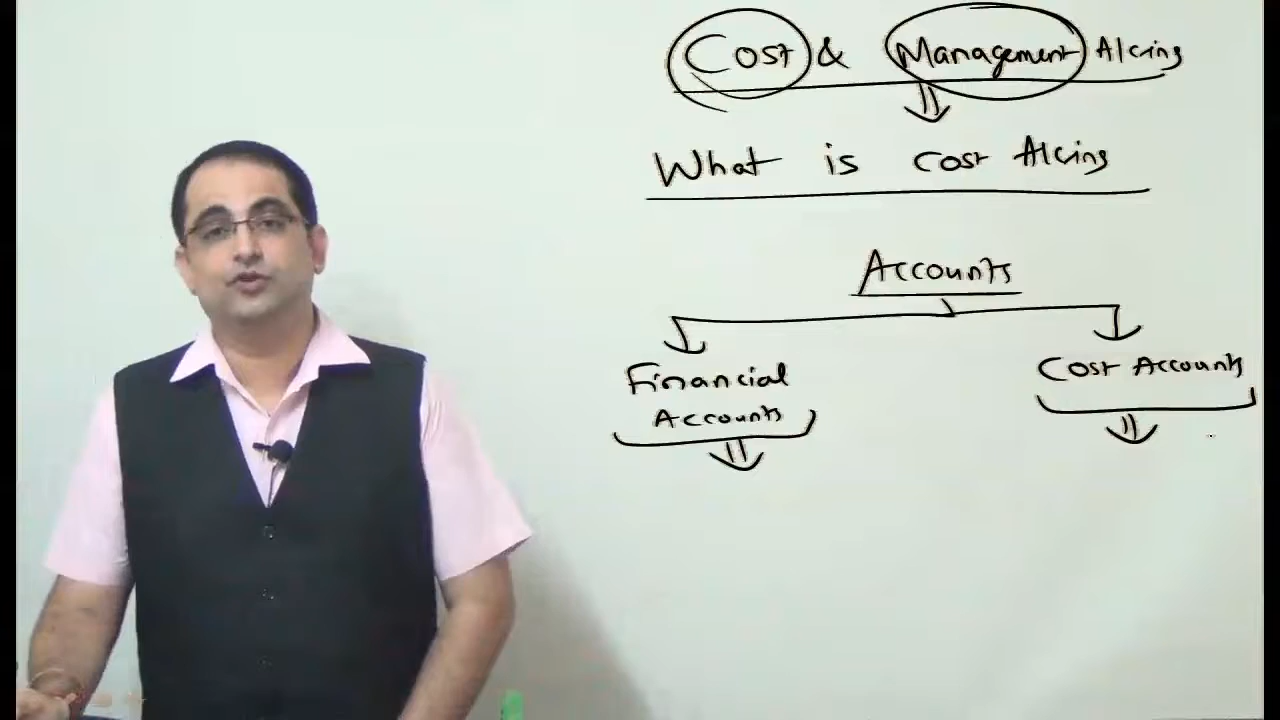 Cost & Management A/cing
What is cost A/cing
Accounts
Financial
Accounts
Cost Accounts